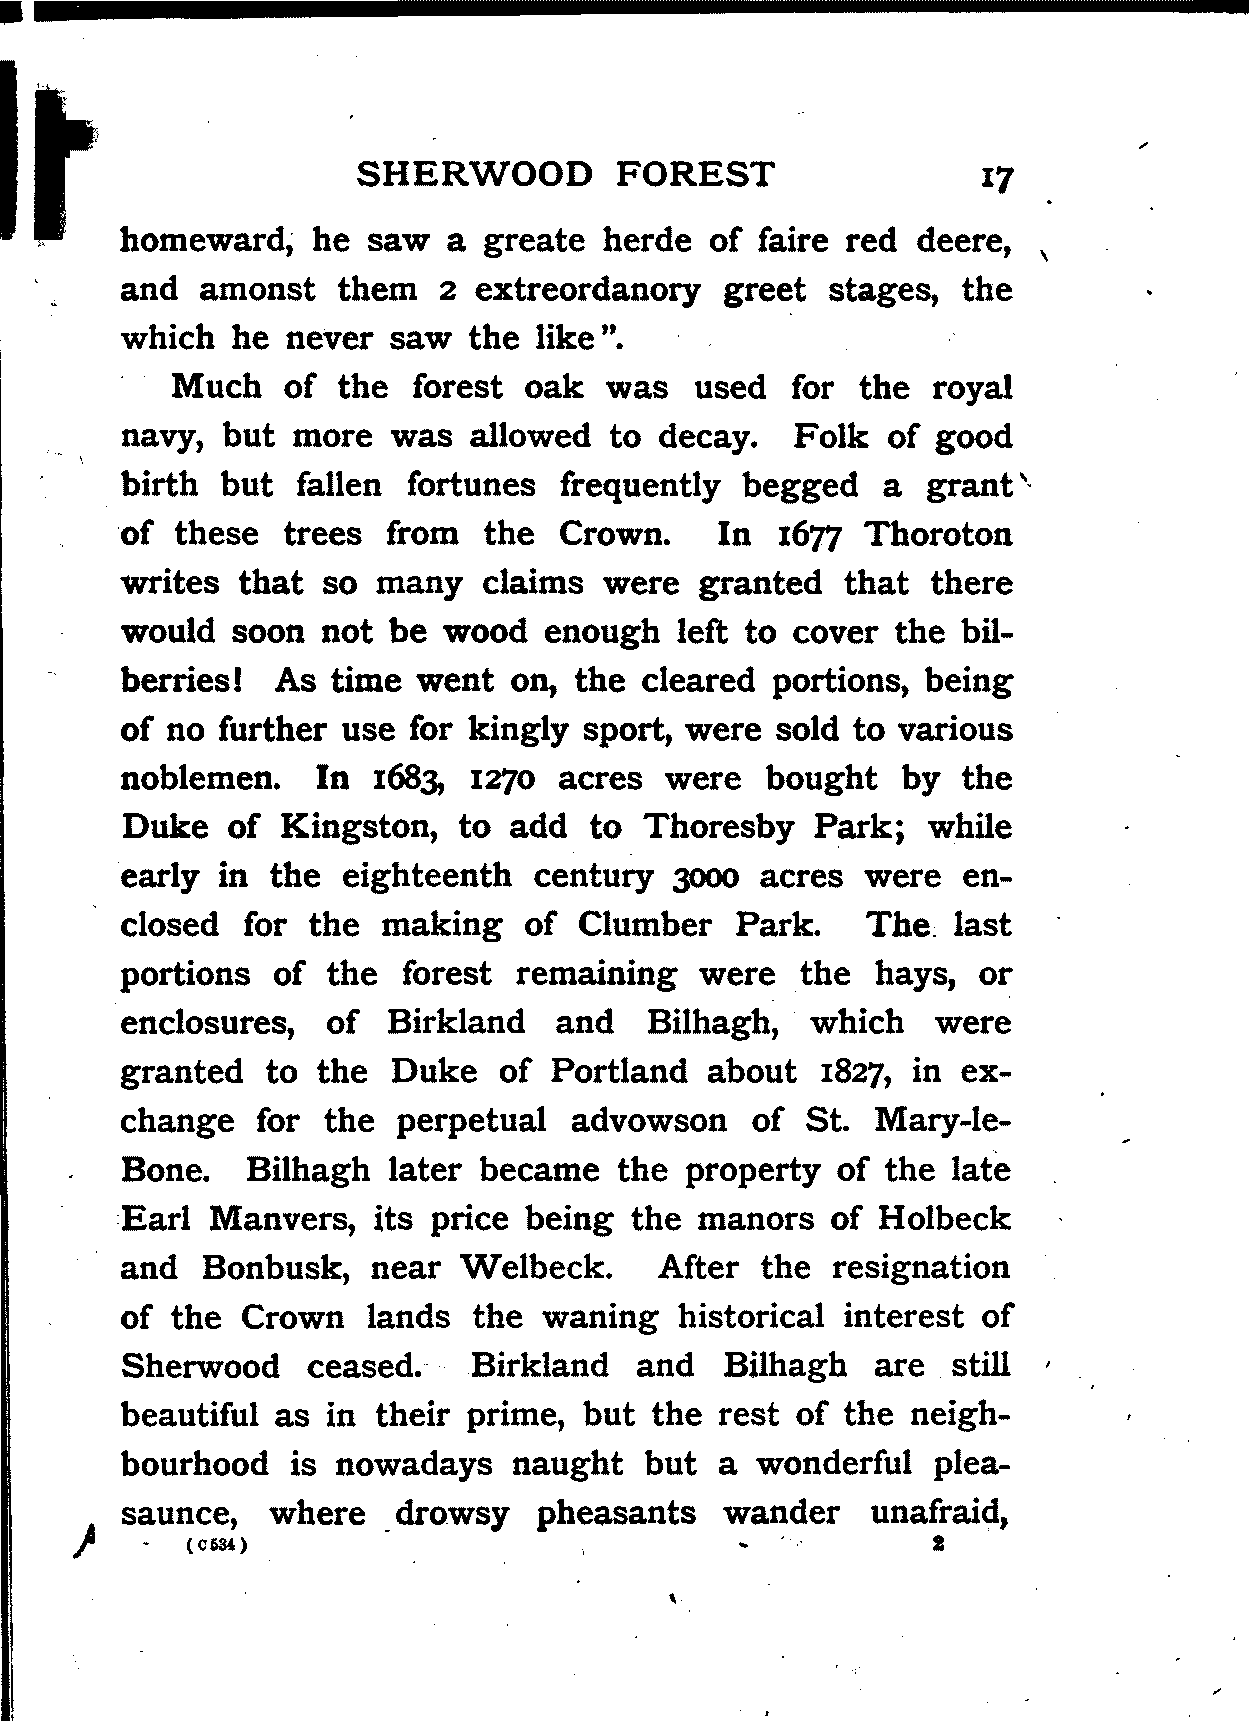 SHERWOOD FOREST 17
homeward, he saw a greate herde of faire red deere,
and amonst them 2 extreordanory greet stages, the
which he never saw the like".
Much of the forest oak was used for the royal
navy, but more was allowed to decay. Folk of good
birth but fallen fortunes frequently begged a grant
of these trees from the Crown. In 1677 Thoroton
writes that so many claims were granted that there
would soon not be wood enough left to cover the bil-
berries! As time went on, the cleared portions, being
of no further use for kingly sport, were sold to various
noblemen. In 1683, 1270 acres were bought by the
Duke of Kingston, to add to Thoresby Park; while
early in the eighteenth century 3000 acres were en-
closed for the making of Clumber Park. The last
portions of the forest remaining were the hays, or
enclosures, of Birkland and Bilhagh, which were
granted to the Duke of Portland about 1827, in ex-
change for the perpetual advowson of St. Mary-le-
Bone. Bilhagh later became the property of the late
Earl Manvers, its price being the manors of Holbeck
and Bonbusk, near Welbeck. After the resignation
of the Crown lands the waning historical interest of
Sherwood ceased. Birkland and Bilhagh are still
beautiful as in their prime, but the rest of the neigh-
bourhood is nowadays naught but a wonderful plea-
saunce, where drowsy pheasants wander unafraid,
(C534) 2